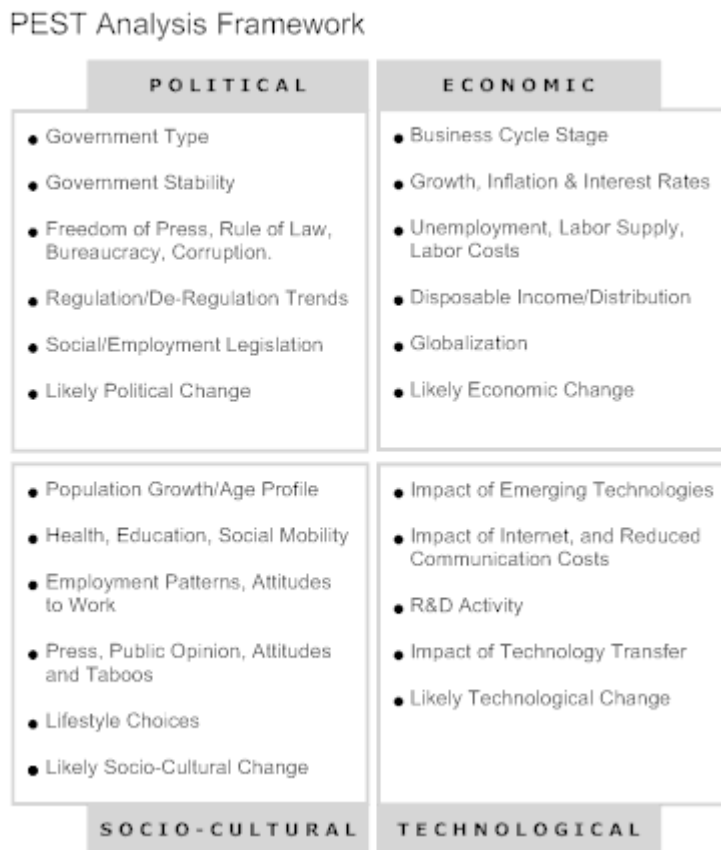 PEST Analysis Framework
POLITICAL
• Government Type
• Government Stability
• Freedom of Press, Rule of Law,
Bureaucracy, Corruption.
• Regulation/De-Regulation Trends
• Social/Employment Legislation
• Likely Political Change
ECONOMIC
• Business Cycle Stage
• Growth, Inflation & Interest Rates
• Unemployment, Labor Supply,
Labor Costs
• Disposable Income/Distribution
• Globalization
• Likely Economic Change
• Population Growth/Age Profile
• Health, Education, Social Mobility
• Employment Patterns, Attitudes
to Work
• Press, Public Opinion, Attitudes
and Taboos
• Lifestyle Choices
• Likely Socio-Cultural Change
SOCIO-CULTURAL
• Impact of Emerging Technologies
• Impact of Internet, and Reduced
Communication Costs
• R&D Activity
• Impact of Technology Transfer
• Likely Technological Change
TECHNOLOGICAL